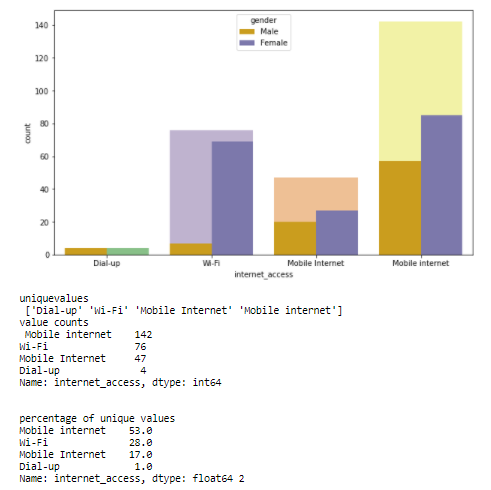 gender
Male
Female
140
120
100
80
60
40
20
0
count
Dial-up Wi-Fi Mobile Internet Mobile internet
internet_access
uniquevalues
['Dial-up' 'Wi-Fi' 'Mobile Internet' 'Mobile internet']
value counts
Mobile internet 142
Wi-Fi 76
Mobile Internet 47
Dial-up 4
Name: internet_access, dtype: int64
percentage of unique values
Mobile internet 53.0
Wi-Fi 28.0
Mobile Internet 17.0
Dial-up 1.0
Name: internet_access, dtype: float64 2